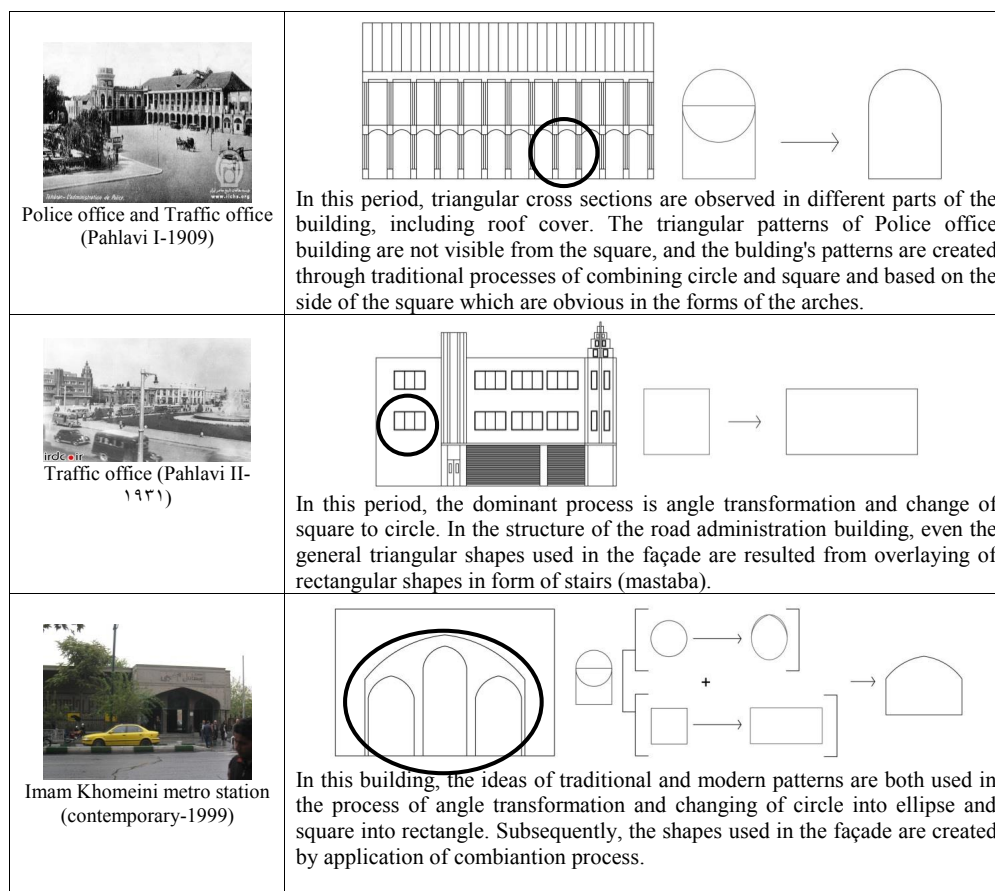 www.iichs.org
Police office and Traffic office
(Pahlavi I-1909)
In this period, triangular cross sections are observed in different parts of the
building, including roof cover. The triangular patterns of Police office
building are not visible from the square, and the bulding's patterns are created
through traditional processes of combining circle and square and based on the
side of the square which are obvious in the forms of the arches.
irdc.ir
Traffic office (Pahlavi II-
۱۹۳۱)
In this period, the dominant process is angle transformation and change of
square to circle. In the structure of the road administration building, even the
general triangular shapes used in the façade are resulted from overlaying of
rectangular shapes in form of stairs (mastaba).
+
Imam Khomeini metro station
(contemporary-1999)
In this building, the ideas of traditional and modern patterns are both used in
the process of angle transformation and changing of circle into ellipse and
square into rectangle. Subsequently, the shapes used in the façade are created
by application of combiantion process.